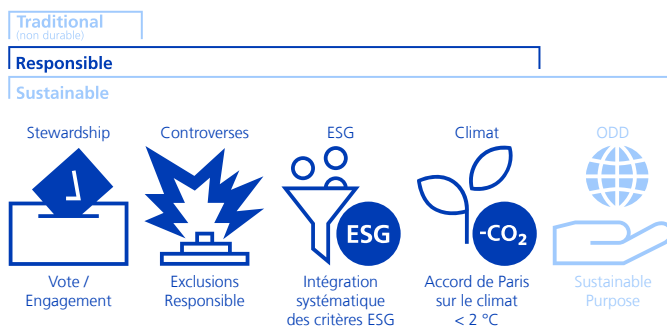 Traditional
(non durable)
Responsible
Sustainable
Stewardship
Controverses
ESG
Climat
ODD
ESG
-CO₂
Vote /
Engagement
Exclusions
Responsible
Intégration
systématique
des critères ESG
Accord de Paris
sur le climat
< 2 °C
Sustainable
Purpose